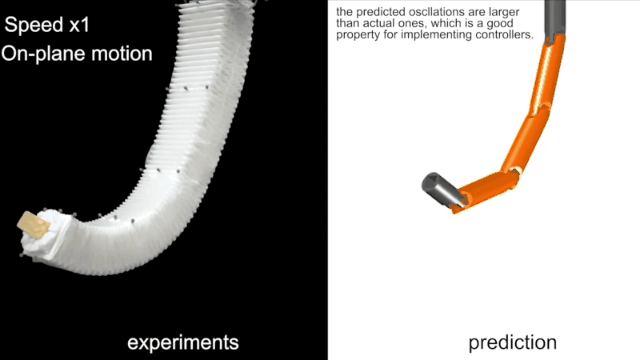 Speed x1
On-plane motion
experiments
the predicted oscllations are larger
than actual ones, which is a good
property for implementing controllers.
prediction